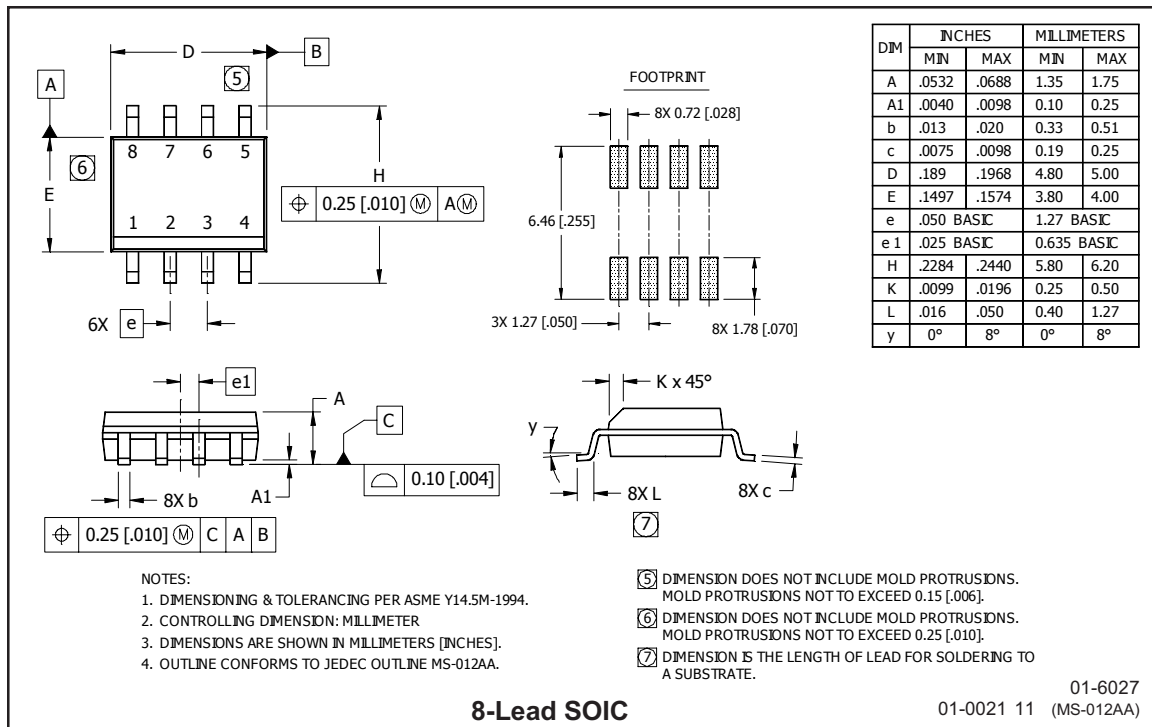 D
B
5
A
8 7 6 5
6
E
1 2 3 4
H
⌖ 0.25 [.010] Ⓜ A Ⓜ
6X e
FOOTPRINT
8X 0.72 [.028]
6.46 [.255]
3X 1.27 [.050]
8X 1.78 [.070]
DIM INCHES MILLIMETERS
MIN MAX MIN MAX
A .0532 .0688 1.35 1.75
A1 .0040 .0098 0.10 0.25
b .013 .020 0.33 0.51
c .0075 .0098 0.19 0.25
D .189 .1968 4.80 5.00
E .1497 .1574 3.80 4.00
e .050 BASIC 1.27 BASIC
e 1 .025 BASIC 0.635 BASIC
H .2284 .2440 5.80 6.20
K .0099 .0196 0.25 0.50
L .016 .050 0.40 1.27
y 0° 8° 0° 8°
e1
A
C
A1
⌓ 0.10 [.004]
8X b
⌖ 0.25 [.010] Ⓜ C A B
K x 45°
y
8X L
7
8X c
NOTES:
1. DIMENSIONING & TOLERANCING PER ASME Y14.5M-1994.
2. CONTROLLING DIMENSION: MILLIMETER
3. DIMENSIONS ARE SHOWN IN MILLIMETERS [INCHES].
4. OUTLINE CONFORMS TO JEDEC OUTLINE MS-012AA.
5 DIMENSION DOES NOT INCLUDE MOLD PROTRUSIONS.
MOLD PROTRUSIONS NOT TO EXCEED 0.15 [.006].
6 DIMENSION DOES NOT INCLUDE MOLD PROTRUSIONS.
MOLD PROTRUSIONS NOT TO EXCEED 0.25 [.010].
7 DIMENSION IS THE LENGTH OF LEAD FOR SOLDERING TO
A SUBSTRATE.
8-Lead SOIC
01-6027
01-0021 11 (MS-012AA)